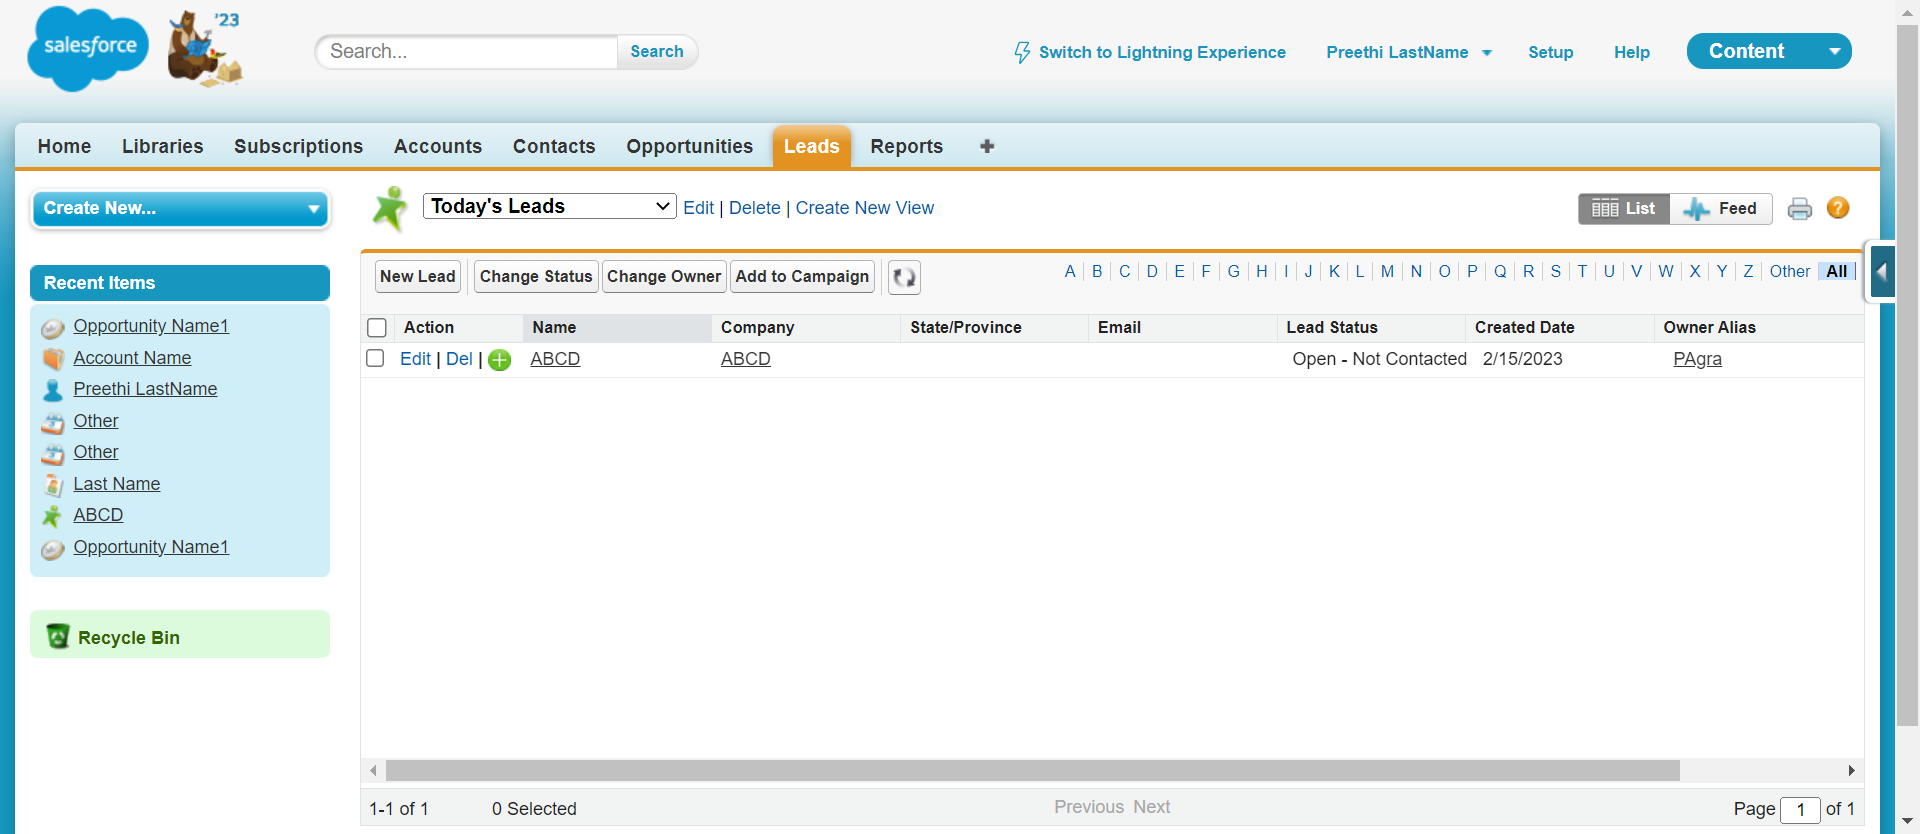 salesforce
'23
Search...
Search
Switch to Lightning Experience
Preethi LastName
Setup
Help
Content
Home
Libraries
Subscriptions
Accounts
Contacts
Opportunities
Leads
Reports
Create New...
Recent Items
Opportunity Name1
Account Name
Preethi LastName
Other
Other
Last Name
ABCD
Opportunity Name1
Recycle Bin
Today's Leads
Edit | Delete | Create New View
List
Feed
?
New Lead
Change Status
Change Owner
Add to Campaign
A | B | C | D | E | F | G | H | I | J | K | L | M | N | O | P | Q | R | S | T | U | V | W | X | Y | Z | Other | All
Action Name Company State/Province Email Lead Status Created Date Owner Alias
Edit | Del | ABCD ABCD Open - Not Contacted 2/15/2023 PAgra
1-1 of 1 0 Selected Previous Next Page 1 of 1